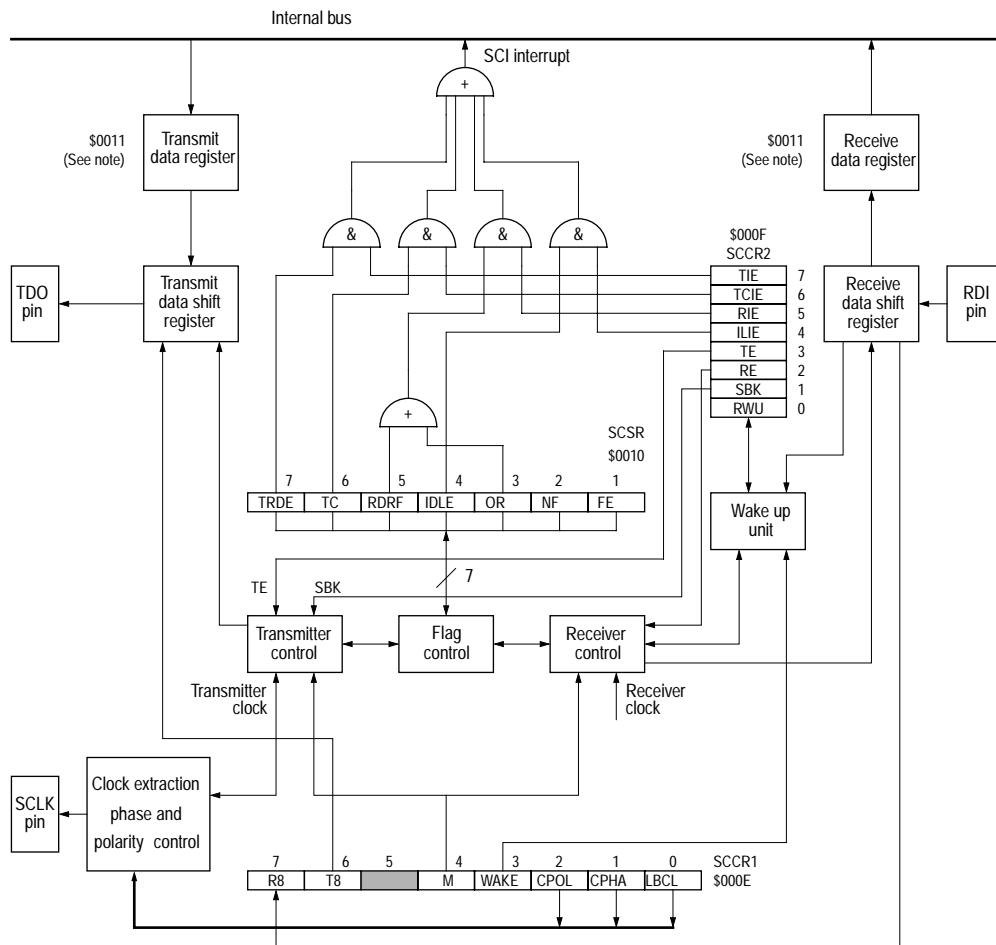 Internal bus
SCI interrupt
+
$0011
(See note)
Transmit
data register
$0011
(See note)
Receive
data register
&
&
&
&
$000F
SCCR2
TDO
pin
Transmit
data shift
register
TIE 7
TCIE 6
RIE 5
ILIE 4
TE 3
RE 2
SBK 1
RWU 0
Receive
data shift
register
RDI
pin
+
SCSR
$0010
7 6 5 4 3 2 1
TRDE TC RDRF IDLE OR NF FE
Wake up
unit
7
TE
SBK
Transmitter
control
Flag
control
Receiver
control
Transmitter
clock
Receiver
clock
SCLK
pin
Clock extraction
phase and
polarity control
7 6 5 4 3 2 1 0 SCCR1
R8 T8 M WAKE CPOL CPHA LBCL $000E